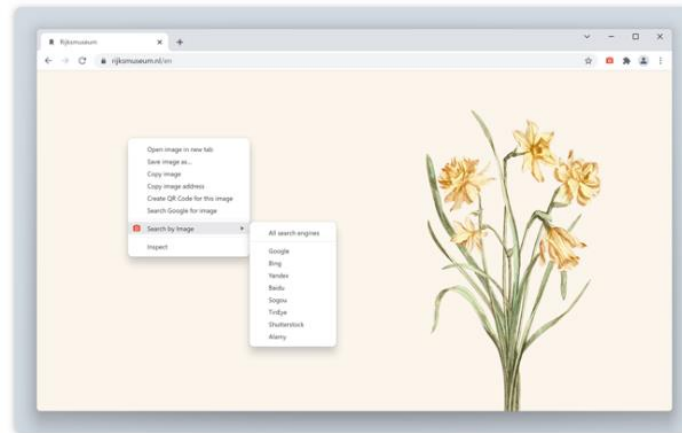 Rijksmuseum
rijksmuseum.nl/en
Open image in new tab
Save image as...
Copy image
Copy image address
Create QR Code for this image
Search Google for image
Search by Image
Inspect
All search engines
Google
Bing
Yandex
Baidu
Sogou
TinEye
Shutterstock
Alamy